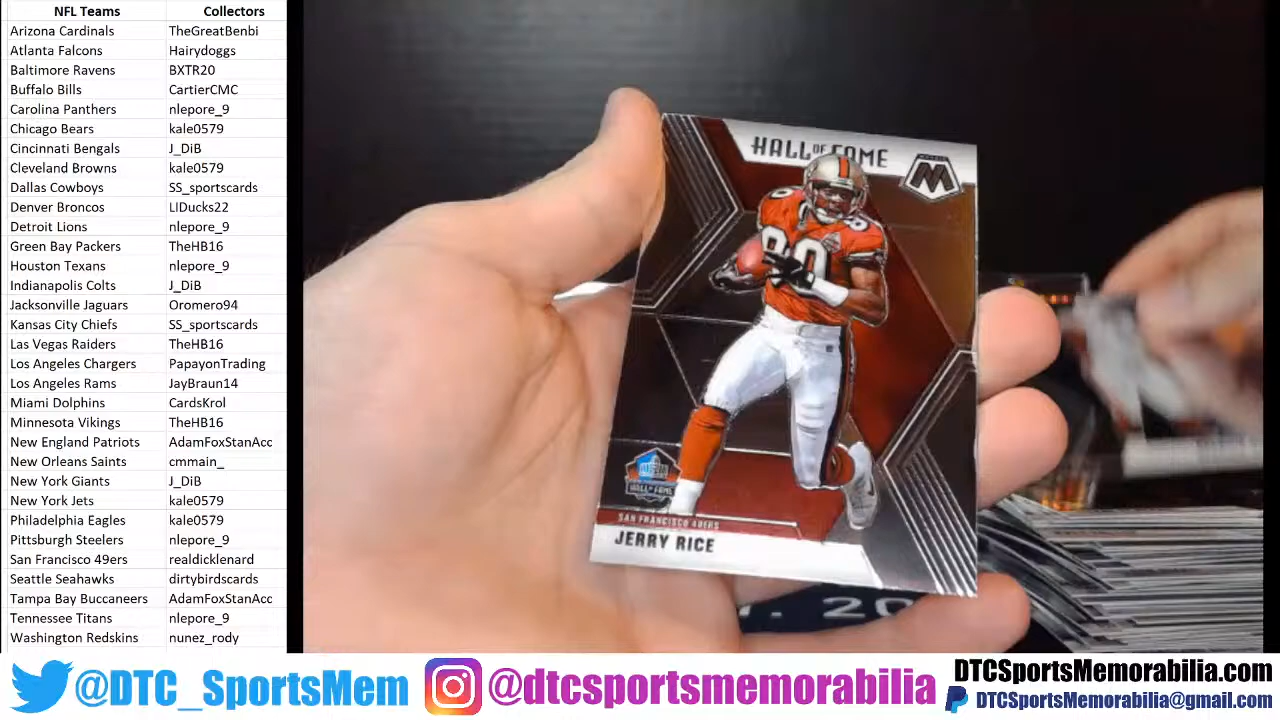 NFL Teams Collectors
Arizona Cardinals TheGreatBenbi
Atlanta Falcons Hairydoggs
Baltimore Ravens BXTR20
Buffalo Bills CartierCMC
Carolina Panthers nlepore_9
Chicago Bears kale0579
Cincinnati Bengals J_DiB
Cleveland Browns kale0579
Dallas Cowboys SS_sportscards
Denver Broncos LIDucks22
Detroit Lions nlepore_9
Green Bay Packers TheHB16
Houston Texans nlepore_9
Indianapolis Colts J_DiB
Jacksonville Jaguars Oromero94
Kansas City Chiefs SS_sportscards
Las Vegas Raiders TheHB16
Los Angeles Chargers PapayonTrading
Los Angeles Rams JayBraun14
Miami Dolphins CardsKrol
Minnesota Vikings TheHB16
New England Patriots AdamFoxStanAcc
New Orleans Saints cmmain_
New York Giants J_DiB
New York Jets kale0579
Philadelphia Eagles kale0579
Pittsburgh Steelers nlepore_9
San Francisco 49ers realdicklenard
Seattle Seahawks dirtybirdscards
Tampa Bay Buccaneers AdamFoxStanAcc
Tennessee Titans nlepore_9
Washington Redskins nunez_rody
HALL OF FAME
80
HALL OF FAME
SAN FRANCISCO 49ERS
JERRY RICE
@DTC_SportsMem
@dtcsportsmemorabilia
DTCSportsMemorabilia.com
DTCSportsMemorabilia@gmail.com